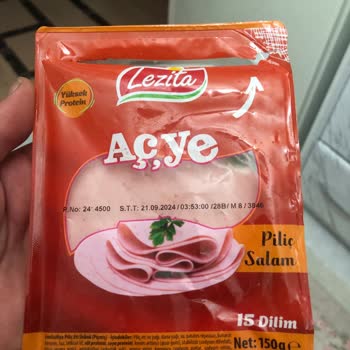 Lezita
Yüksek
Protein
Aç,ye
P.No: 24' 4500 S.T.T: 21.09.2024 / 03:53:00 /28B/ M 8 / 3846
Piliç
Salam
15 Dilim
Net: 150g e